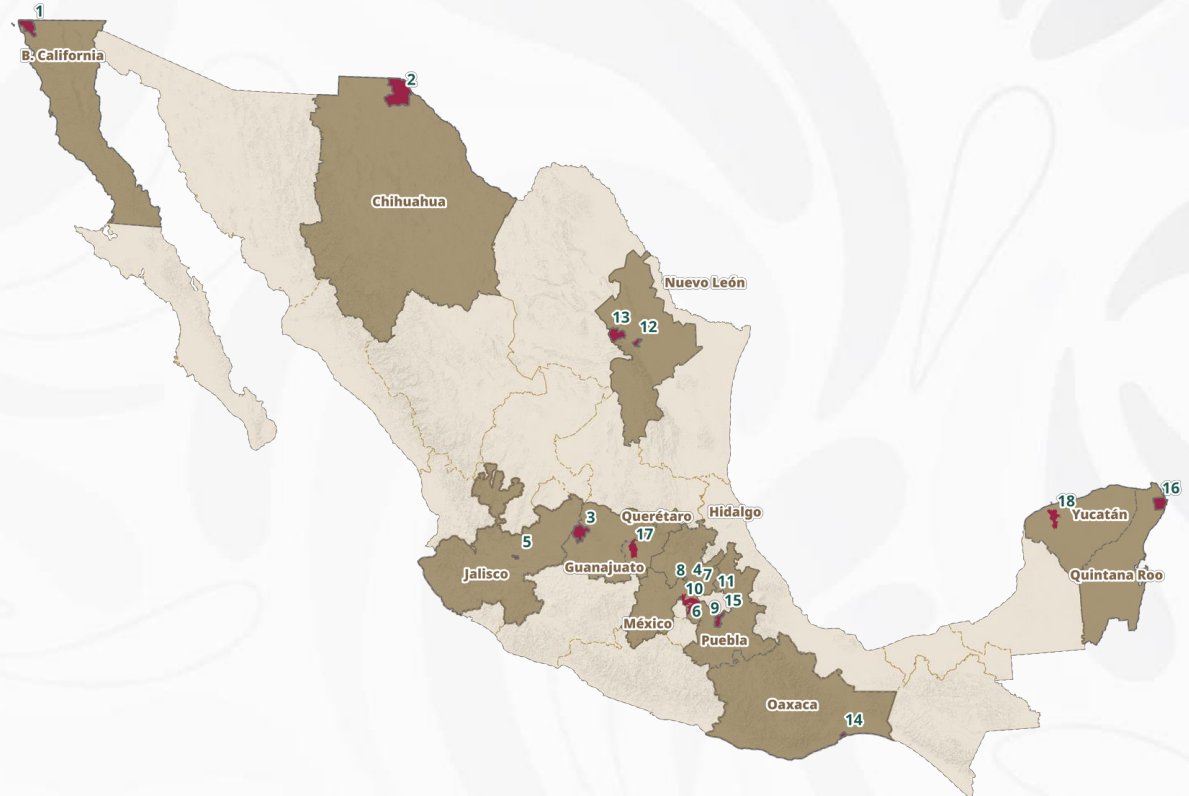 1
B. California
2
Chihuahua
Nuevo León
13
12
16
18
Yucatán
3
Querétaro
Hidalgo
5
17
Jalisco
Guanajuato
8
4
7
11
Quintana Roo
10
6
9
15
México
Puebla
Oaxaca
14